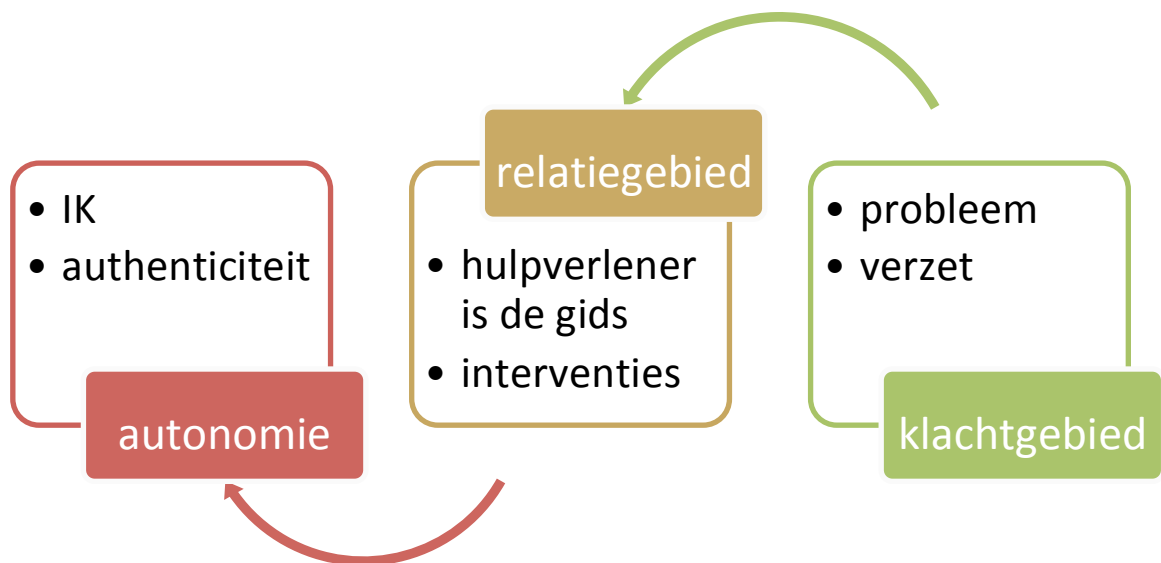 • IK
• authenticiteit
autonomie
relatiegebied
• hulpverlener
is de gids
• interventies
• probleem
• verzet
klachtgebied